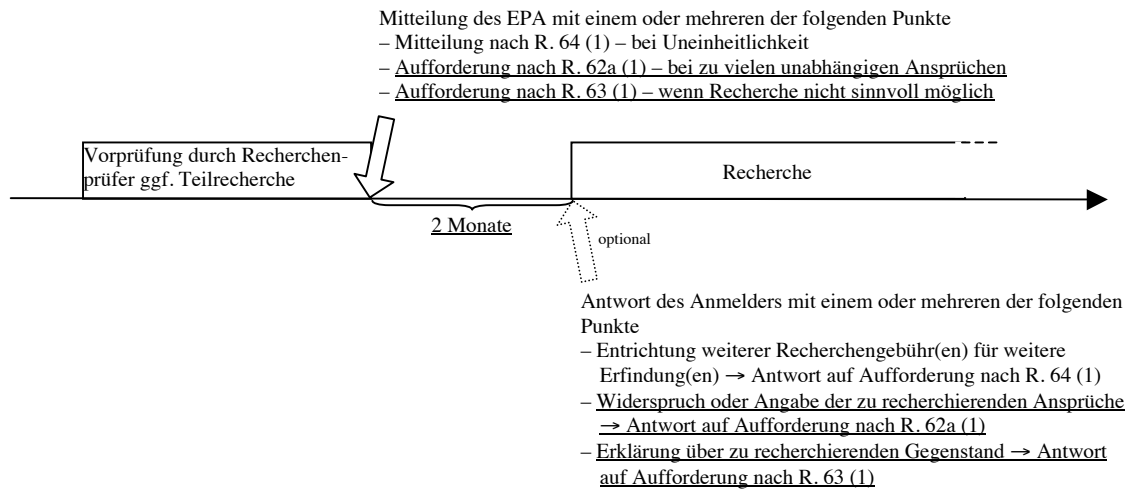 Mitteilung des EPA mit einem oder mehreren der folgenden Punkte
– Mitteilung nach R. 64 (1) – bei Uneinheitlichkeit
– Aufforderung nach R. 62a (1) – bei zu vielen unabhängigen Ansprüchen
– Aufforderung nach R. 63 (1) – wenn Recherche nicht sinnvoll möglich
Vorprüfung durch Recherchen-
prüfer ggf. Teilrecherche
Recherche
2 Monate
optional
Antwort des Anmelders mit einem oder mehreren der folgenden
Punkte
– Entrichtung weiterer Recherchengebühr(en) für weitere
Erfindung(en) → Antwort auf Aufforderung nach R. 64 (1)
– Widerspruch oder Angabe der zu recherchierenden Ansprüche
→ Antwort auf Aufforderung nach R. 62a (1)
– Erklärung über zu recherchierenden Gegenstand → Antwort
auf Aufforderung nach R. 63 (1)